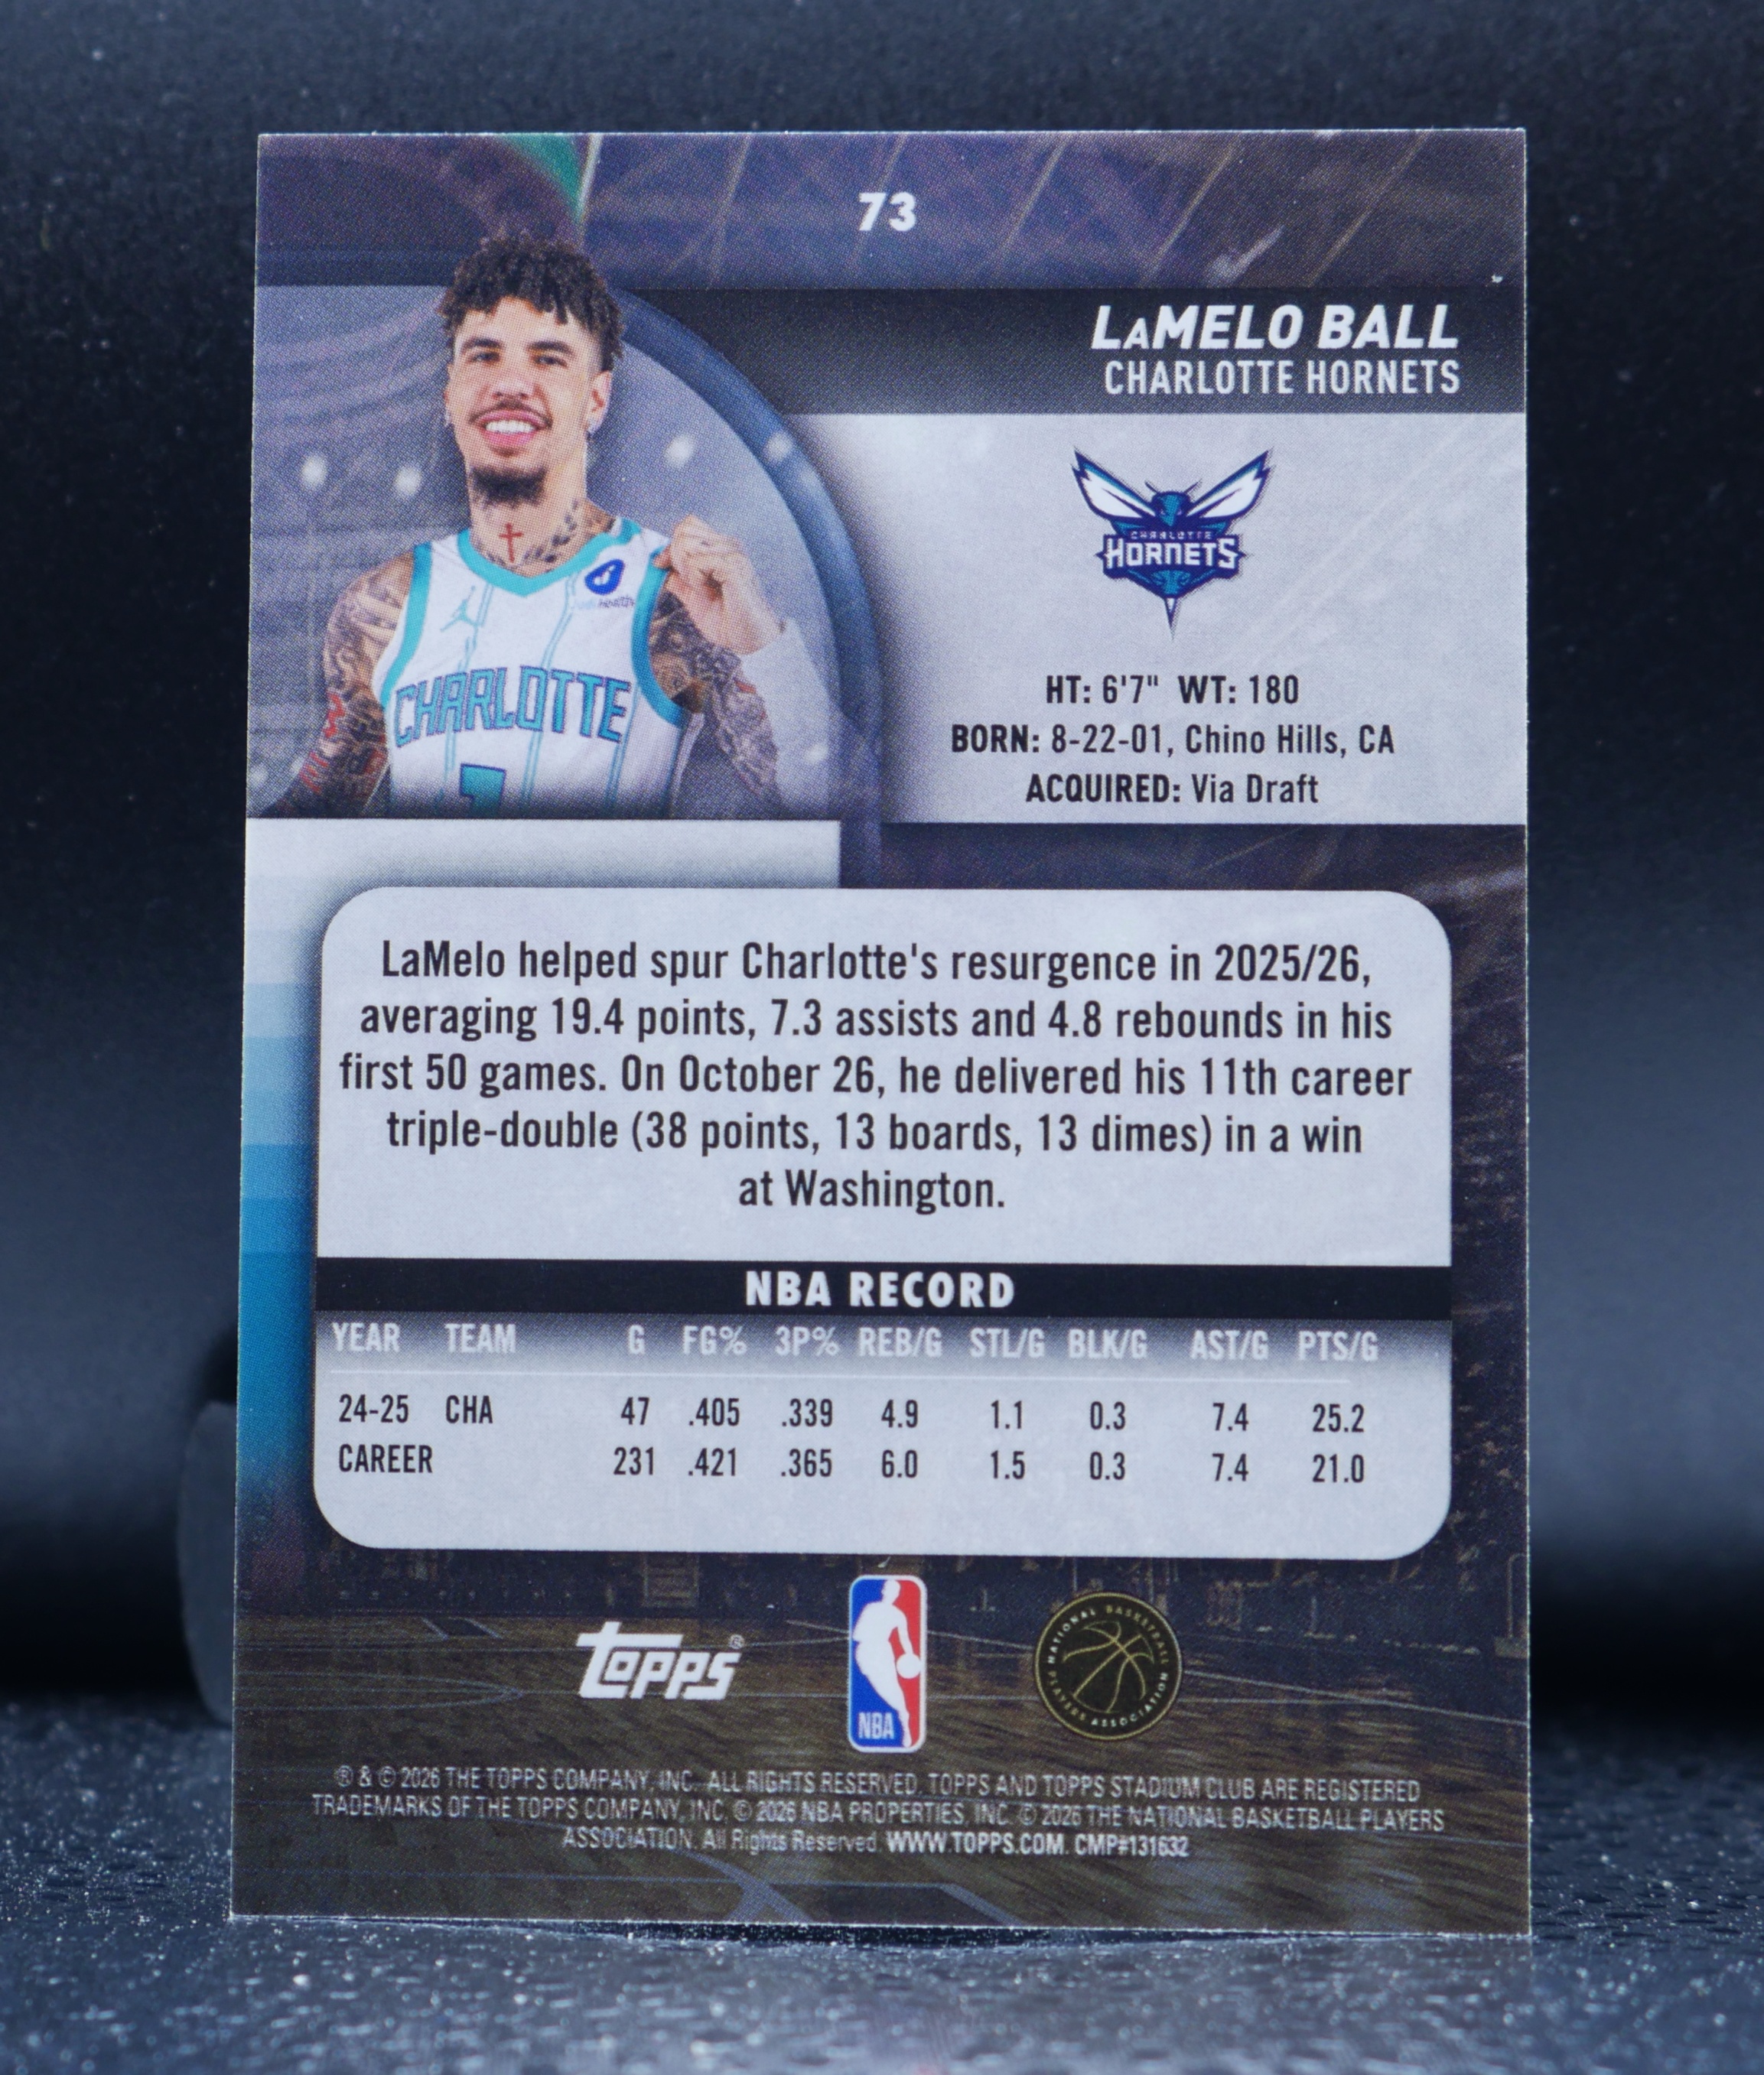 73
LaMELO BALL
CHARLOTTE HORNETS
CHARLOTTE
HORNETS
Health
CHARLOTTE
1
HT: 6'7" WT: 180
BORN: 8-22-01, Chino Hills, CA
ACQUIRED: Via Draft
LaMelo helped spur Charlotte's resurgence in 2025/26,
averaging 19.4 points, 7.3 assists and 4.8 rebounds in his
first 50 games. On October 26, he delivered his 11th career
triple-double (38 points, 13 boards, 13 dimes) in a win
at Washington.
NBA RECORD
YEAR TEAM G FG% 3P% REB/G STL/G BLK/G AST/G PTS/G
24-25 CHA 47 .405 .339 4.9 1.1 0.3 7.4 25.2
CAREER 231 .421 .365 6.0 1.5 0.3 7.4 21.0
topps®
NBA
NATIONAL BASKETBALL PLAYERS ASSOCIATION
® & © 2026 THE TOPPS COMPANY, INC. ALL RIGHTS RESERVED. TOPPS AND TOPPS STADIUM CLUB ARE REGISTERED
TRADEMARKS OF THE TOPPS COMPANY, INC. © 2026 NBA PROPERTIES, INC. © 2026 THE NATIONAL BASKETBALL PLAYERS
ASSOCIATION. All Rights Reserved. WWW.TOPPS.COM. CMP#131632